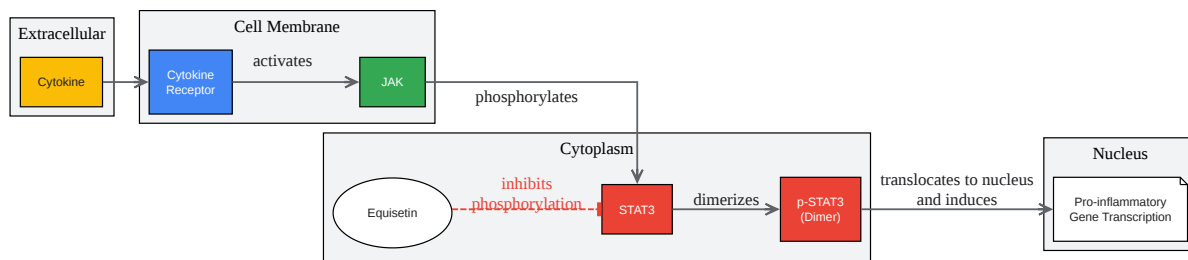 Extracellular
Cytokine
Cell Membrane
Cytokine
Receptor
activates
JAK
phosphorylates
Cytoplasm
Equisetin
inhibits
phosphorylation
STAT3
dimerizes
p-STAT3
(Dimer)
translocates to nucleus
and induces
Nucleus
Pro-inflammatory
Gene Transcription